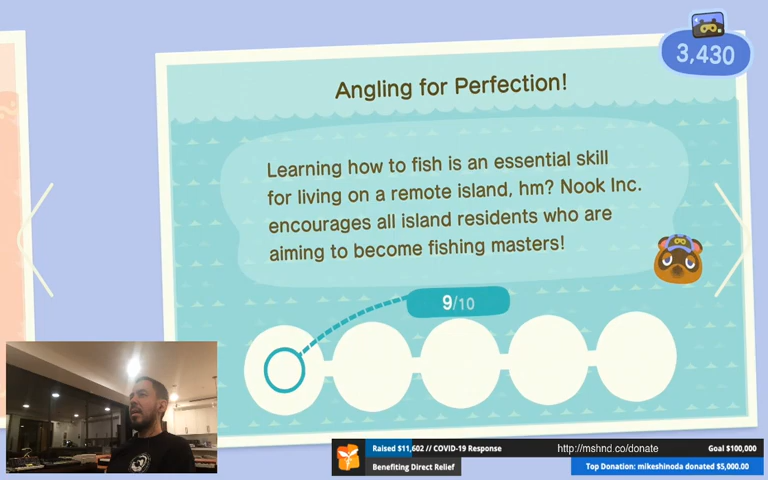 3,430
Angling for Perfection!
Learning how to fish is an essential skill
for living on a remote island, hm? Nook Inc.
encourages all island residents who are
aiming to become fishing masters!
9/10
Raised $11,602 // COVID-19 Response
http://mshnd.co/donate
Goal $100,000
Benefiting Direct Relief
Top Donation: mikeshinoda donated $5,000.00